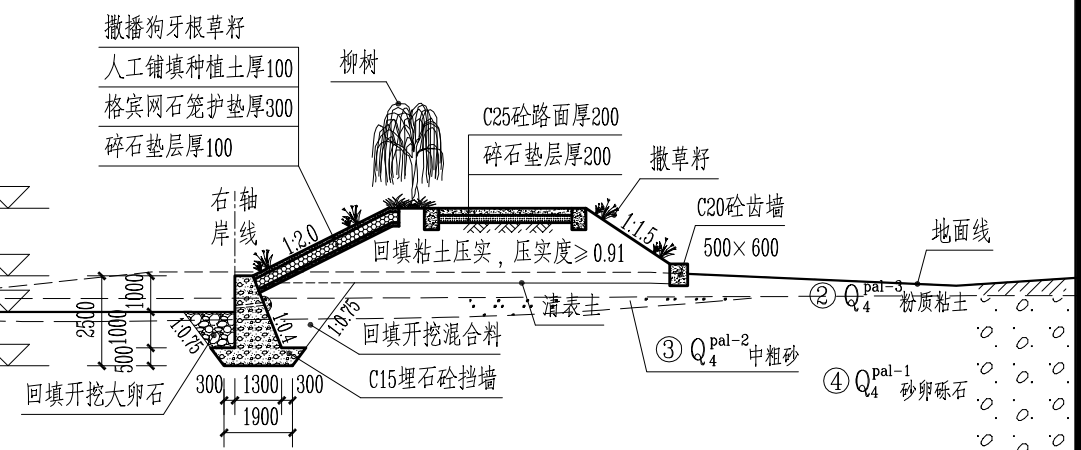 撒播狗牙根草籽
人工铺填种植土厚100
格宾网石笼护垫厚300
碎石垫层厚100
柳树
C25砼路面厚200
碎石垫层厚200
撒草籽
C20砼齿墙
500×600
地面线
右岸
轴线
1:2.0
1:1.5
回填粘土压实，压实度≥0.91
清表土
② Q4 pal-3 粉质粘土
③ Q4 pal-2 中粗砂
④ Q4 pal-1 砂卵砾石
2500
1000
1000
500
1:0.75
1:0.4
1:0.75
回填开挖混合料
C15埋石砼挡墙
回填开挖大卵石
300
1300
300
1900